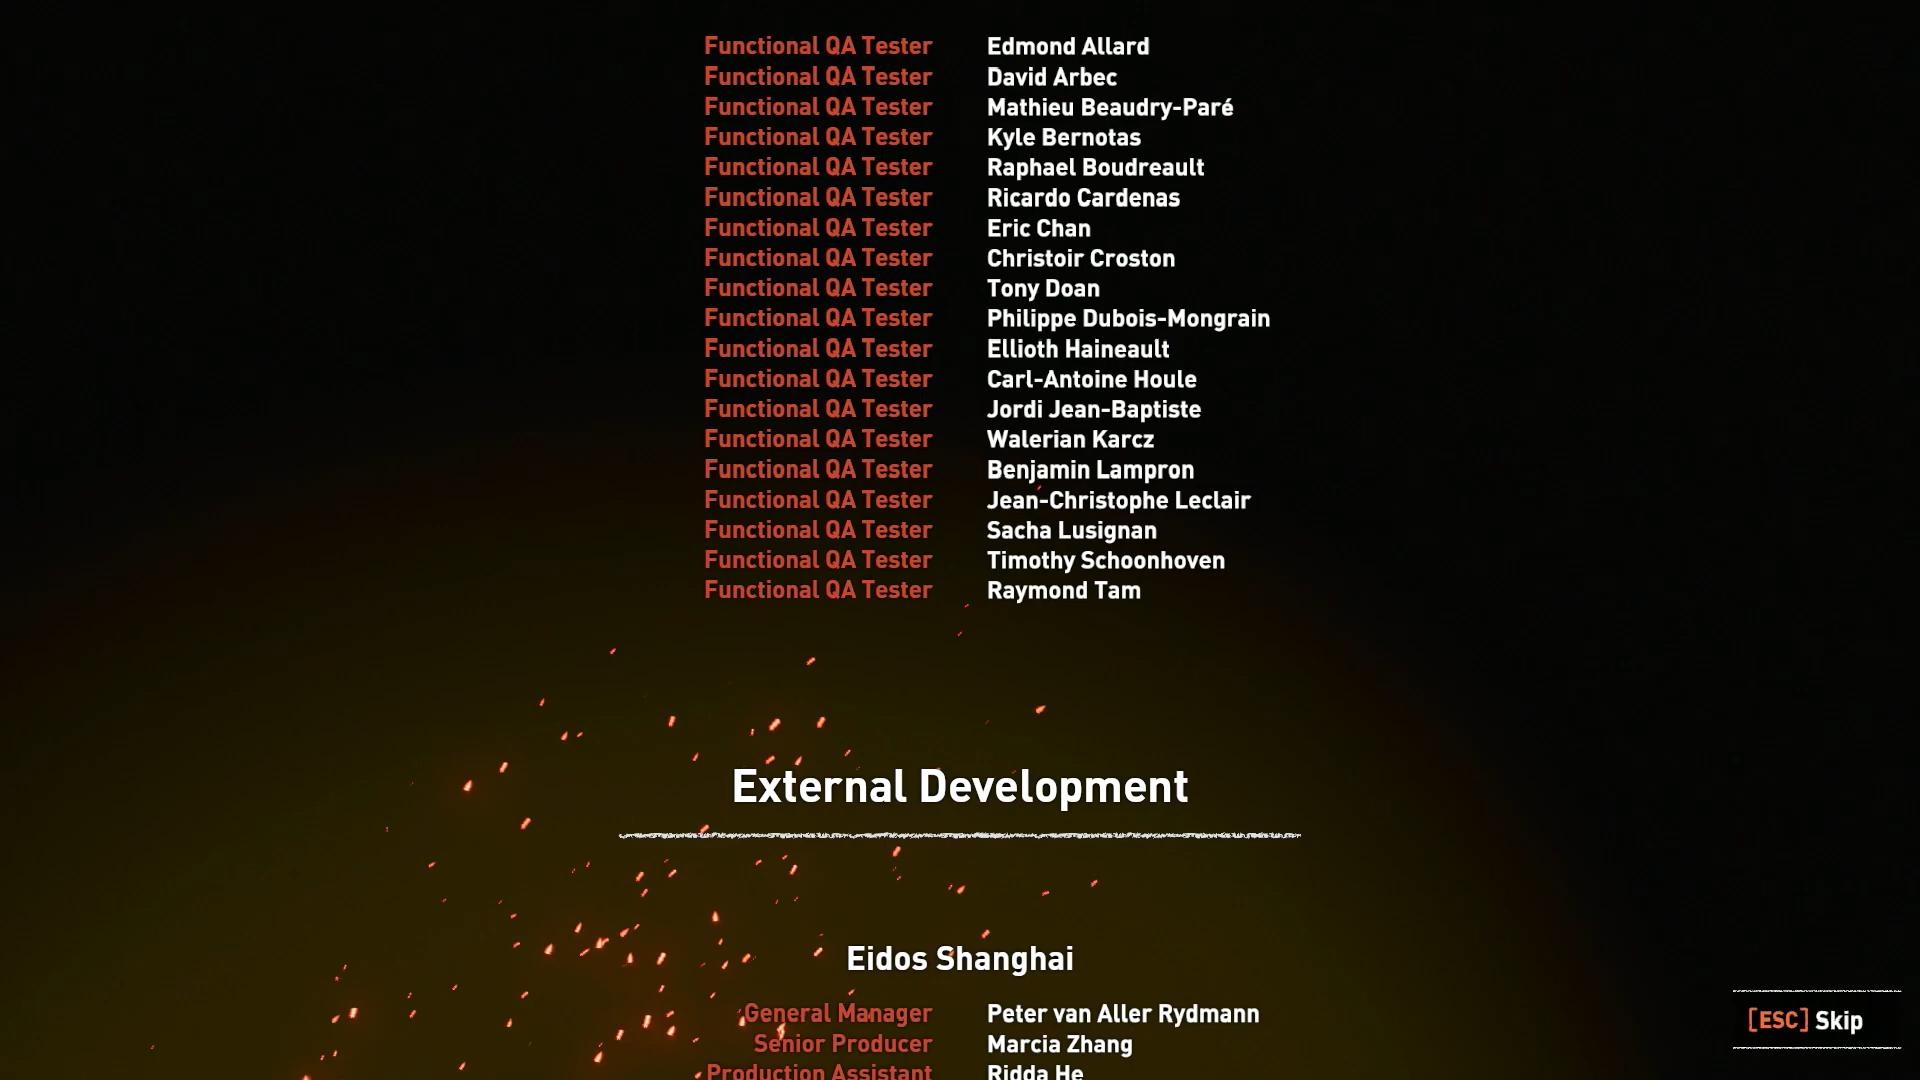 Functional QA Tester Edmond Allard
Functional QA Tester David Arbec
Functional QA Tester Mathieu Beaudry-Paré
Functional QA Tester Kyle Bernotas
Functional QA Tester Raphael Boudreault
Functional QA Tester Ricardo Cardenas
Functional QA Tester Eric Chan
Functional QA Tester Christoir Croston
Functional QA Tester Tony Doan
Functional QA Tester Philippe Dubois-Mongrain
Functional QA Tester Ellioth Haineault
Functional QA Tester Carl-Antoine Houle
Functional QA Tester Jordi Jean-Baptiste
Functional QA Tester Walerian Karcz
Functional QA Tester Benjamin Lampron
Functional QA Tester Jean-Christophe Leclair
Functional QA Tester Sacha Lusignan
Functional QA Tester Timothy Schoonhoven
Functional QA Tester Raymond Tam
External Development
Eidos Shanghai
General Manager Peter van Aller Rydmann
Senior Producer Marcia Zhang
Production Assistant Ridda He
[ESC] Skip